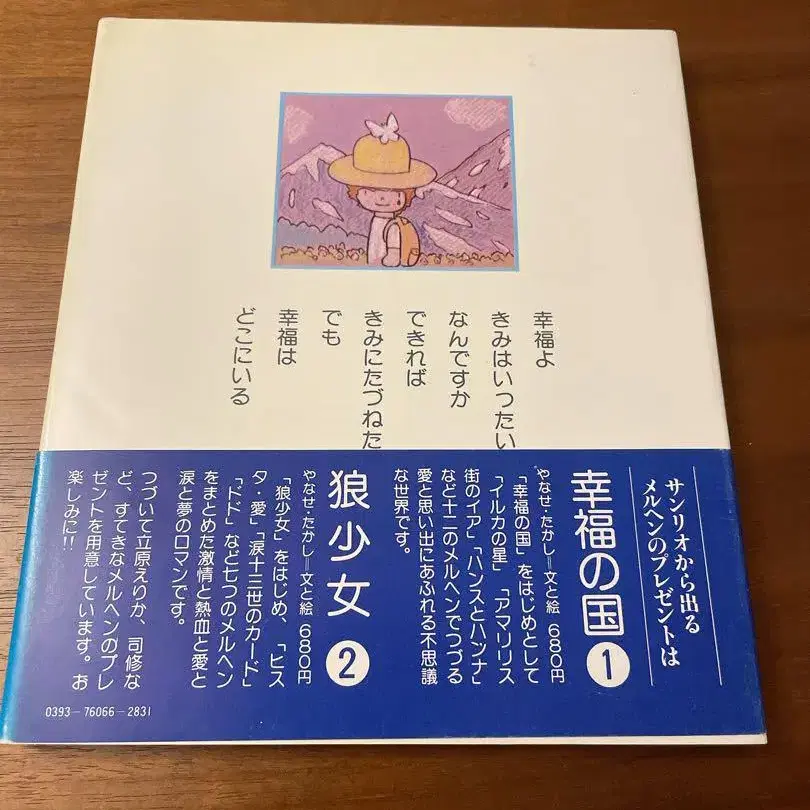 幸福よ
きみはいったい
なんですか
できれば
きみにたづねた
でも
幸福は
どこにいる
サンリオから出る
メルヘンのプレゼントは
幸福の国❶
やなせ・たかし=文と絵 680円
「幸福の国」をはじめとして
「イルカの星」「アマリリス
街のイア」「ハンスとハンナ」
など十二のメルヘンでつづる
愛と思い出にあふれる不思議
な世界です。
狼少女❷
やなせ・たかし=文と絵 680円
「狼少女」をはじめ、「ピス
タ・愛」「涙十三世のカード」
「ドド」など七つのメルヘン
をまとめた激情と熱血と愛と
涙と夢のロマンです。
つづいて立原えりか、司修な
ど、すてきなメルヘンのプレ
ゼントを用意しています。お
楽しみに!!
0393-76066-2831